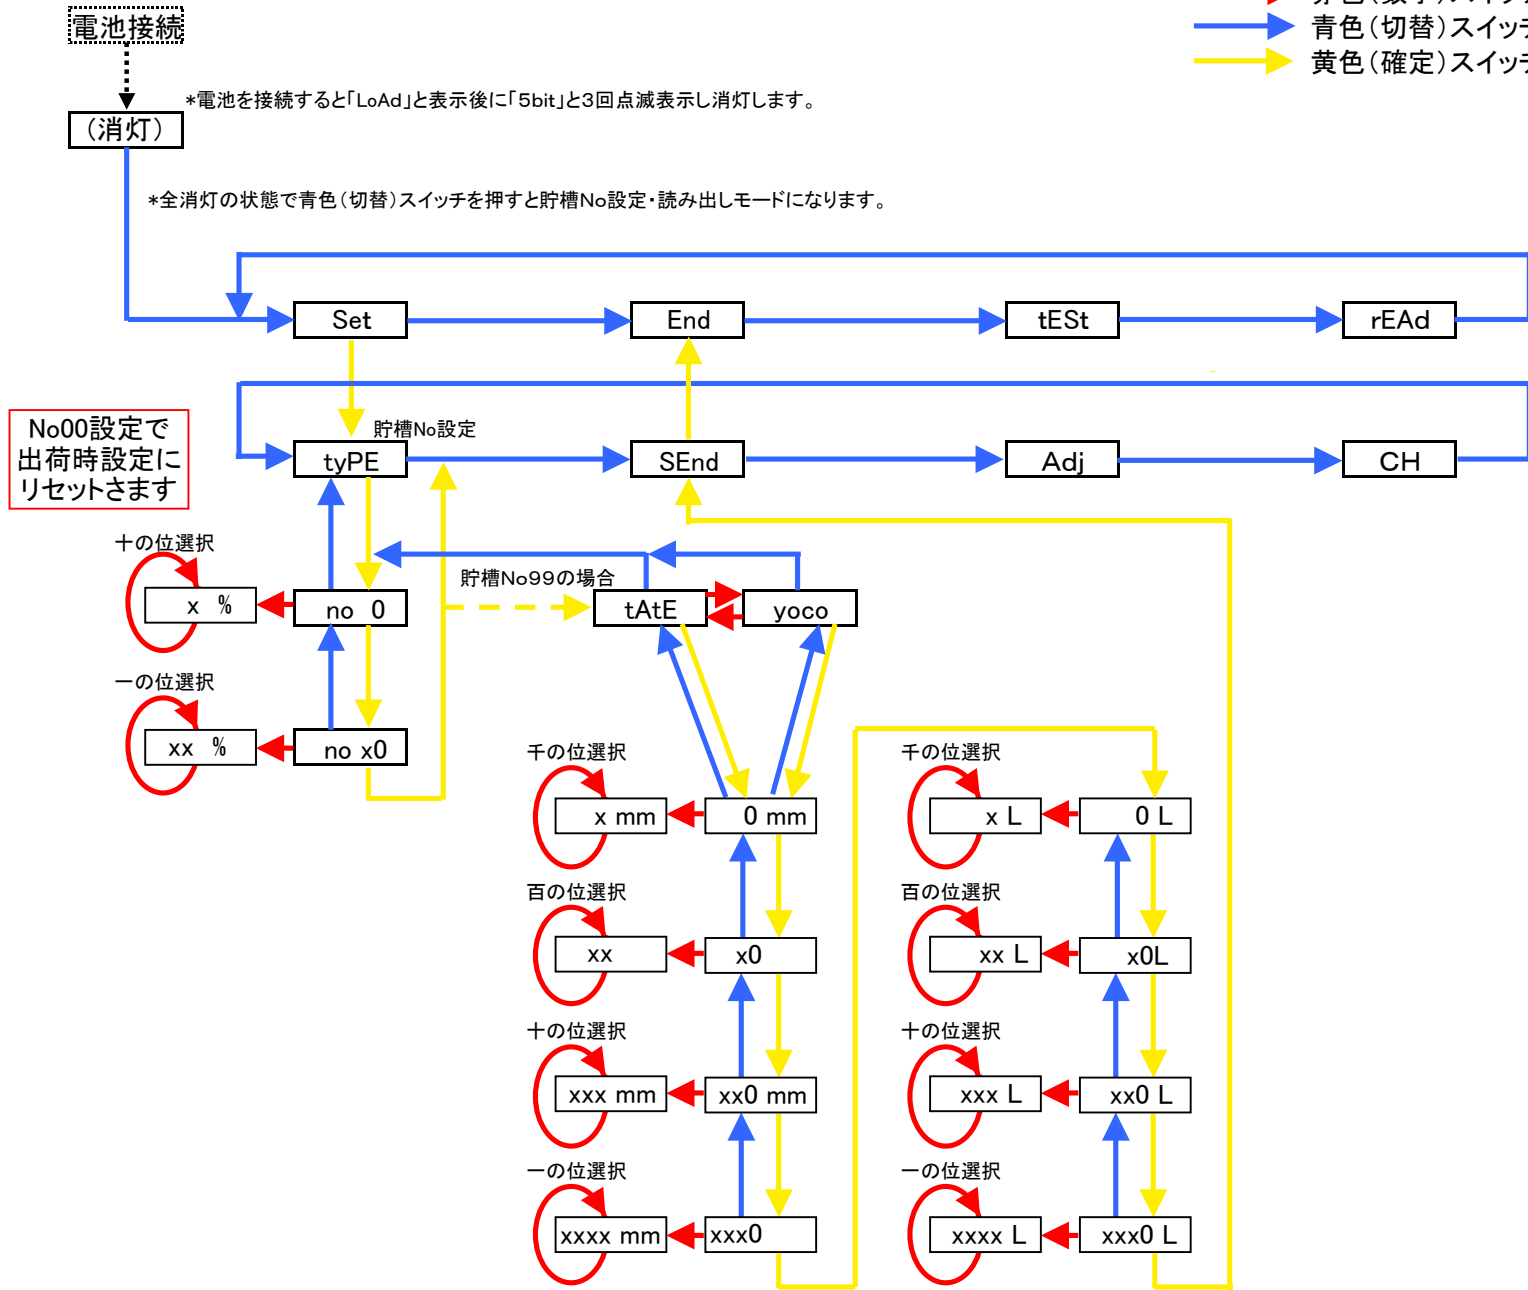 電池接続
青色(切替)スイッチ
黄色(確定)スイッチ
*電池を接続すると「LoAd」と表示後に「5bit」と3回点滅表示し消灯します。
(消灯)
*全消灯の状態で青色(切替)スイッチを押すと貯槽No設定・読み出しモードになります。
Set
End
tESt
rEAd
No00設定で
出荷時設定に
リセットさます
貯槽No設定
tyPE
SEnd
Adj
CH
十の位選択
x %
no 0
貯槽No99の場合
tAtE
yoco
一の位選択
xx %
no x0
千の位選択
x mm
0 mm
千の位選択
x L
0 L
百の位選択
xx
x0
百の位選択
xx L
x0L
十の位選択
xxx mm
xx0 mm
十の位選択
xxx L
xx0 L
一の位選択
xxxx mm
xxx0
一の位選択
xxxx L
xxx0 L